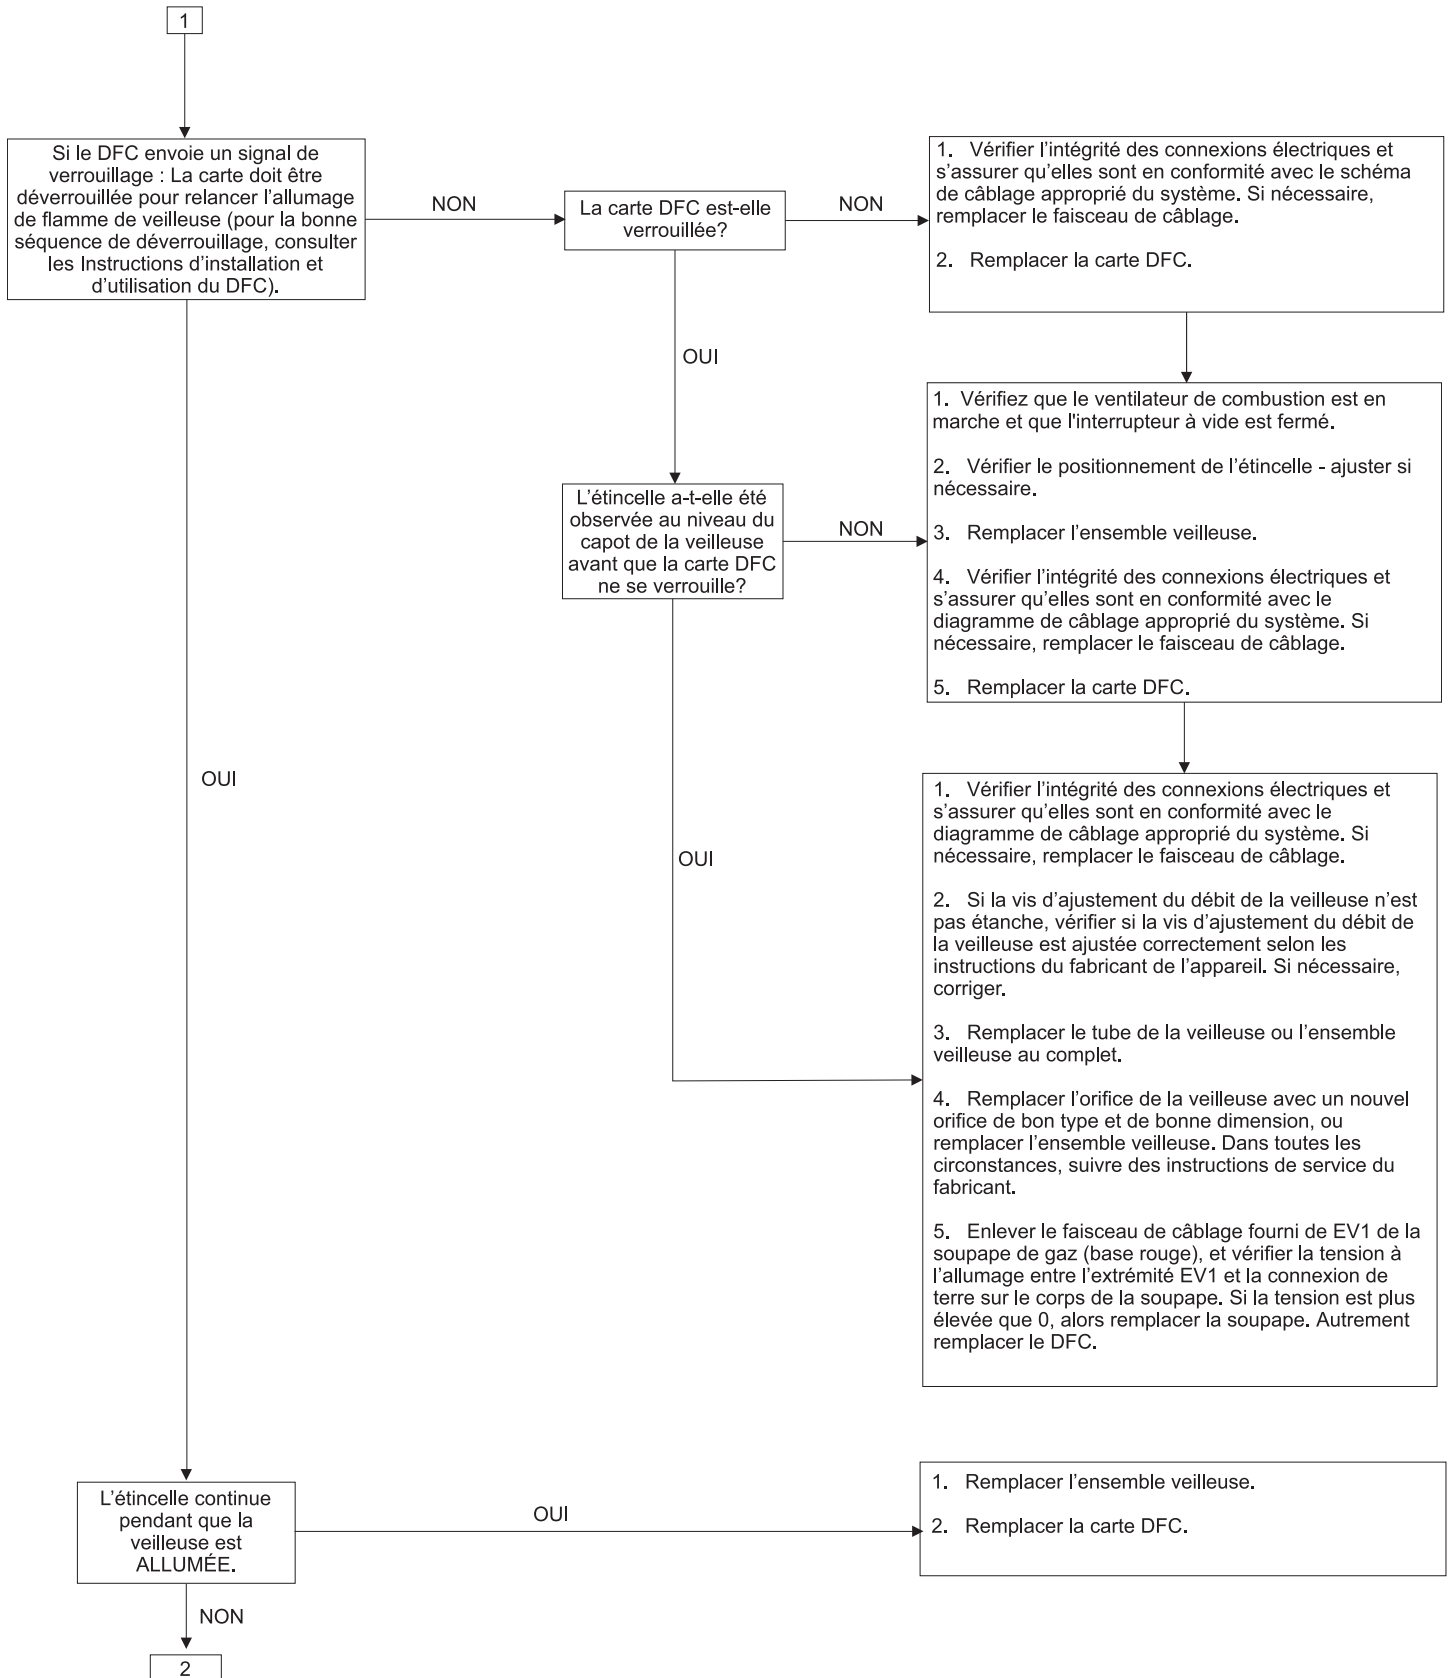 1
Si le DFC envoie un signal de
verrouillage : La carte doit être
déverrouillée pour relancer l’allumage
de flamme de veilleuse (pour la bonne
séquence de déverrouillage, consulter
les Instructions d’installation et
d’utilisation du DFC).
NON
La carte DFC est-elle
verrouillée?
NON
1. Vérifier l’intégrité des connexions électriques et
s’assurer qu’elles sont en conformité avec le schéma
de câblage approprié du système. Si nécessaire,
remplacer le faisceau de câblage.
2. Remplacer la carte DFC.
OUI
1. Vérifiez que le ventilateur de combustion est en
marche et que l'interrupteur à vide est fermé.
2. Vérifier le positionnement de l’étincelle - ajuster si
nécessaire.
3. Remplacer l’ensemble veilleuse.
4. Vérifier l’intégrité des connexions électriques et
s’assurer qu’elles sont en conformité avec le
diagramme de câblage approprié du système. Si
nécessaire, remplacer le faisceau de câblage.
5. Remplacer la carte DFC.
L’étincelle a-t-elle été
observée au niveau du
capot de la veilleuse
avant que la carte DFC
ne se verrouille?
NON
OUI
OUI
1. Vérifier l’intégrité des connexions électriques et
s’assurer qu’elles sont en conformité avec le
diagramme de câblage approprié du système. Si
nécessaire, remplacer le faisceau de câblage.
2. Si la vis d’ajustement du débit de la veilleuse n’est
pas étanche, vérifier si la vis d’ajustement du débit de
la veilleuse est ajustée correctement selon les
instructions du fabricant de l’appareil. Si nécessaire,
corriger.
3. Remplacer le tube de la veilleuse ou l’ensemble
veilleuse au complet.
4. Remplacer l’orifice de la veilleuse avec un nouvel
orifice de bon type et de bonne dimension, ou
remplacer l’ensemble veilleuse. Dans toutes les
circonstances, suivre des instructions de service du
fabricant.
5. Enlever le faisceau de câblage fourni de EV1 de la
soupape de gaz (base rouge), et vérifier la tension à
l’allumage entre l’extrémité EV1 et la connexion de
terre sur le corps de la soupape. Si la tension est plus
élevée que 0, alors remplacer la soupape. Autrement
remplacer le DFC.
L’étincelle continue
pendant que la
veilleuse est
ALLUMÉE.
OUI
1. Remplacer l’ensemble veilleuse.
2. Remplacer la carte DFC.
NON
2